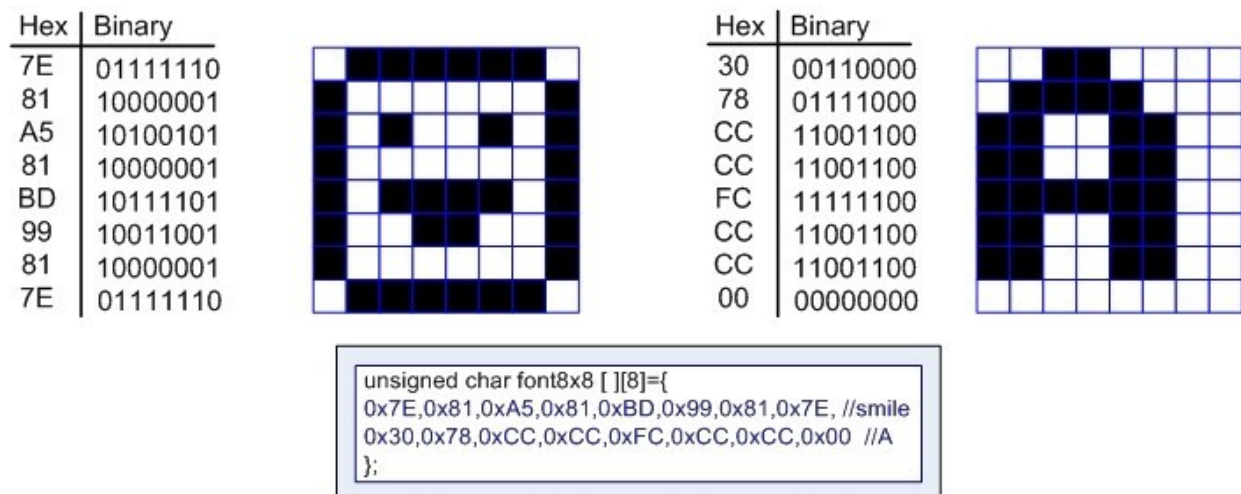 Hex Binary
7E 01111110
81 10000001
A5 10100101
81 10000001
BD 10111101
99 10011001
81 10000001
7E 01111110
Hex Binary
30 00110000
78 01111000
CC 11001100
CC 11001100
FC 11111100
CC 11001100
CC 11001100
00 00000000
unsigned char font8x8 [ ][8]={
0x7E,0x81,0xA5,0x81,0xBD,0x99,0x81,0x7E, //smile
0x30,0x78,0xCC,0xCC,0xFC,0xCC,0xCC,0x00 //A
};